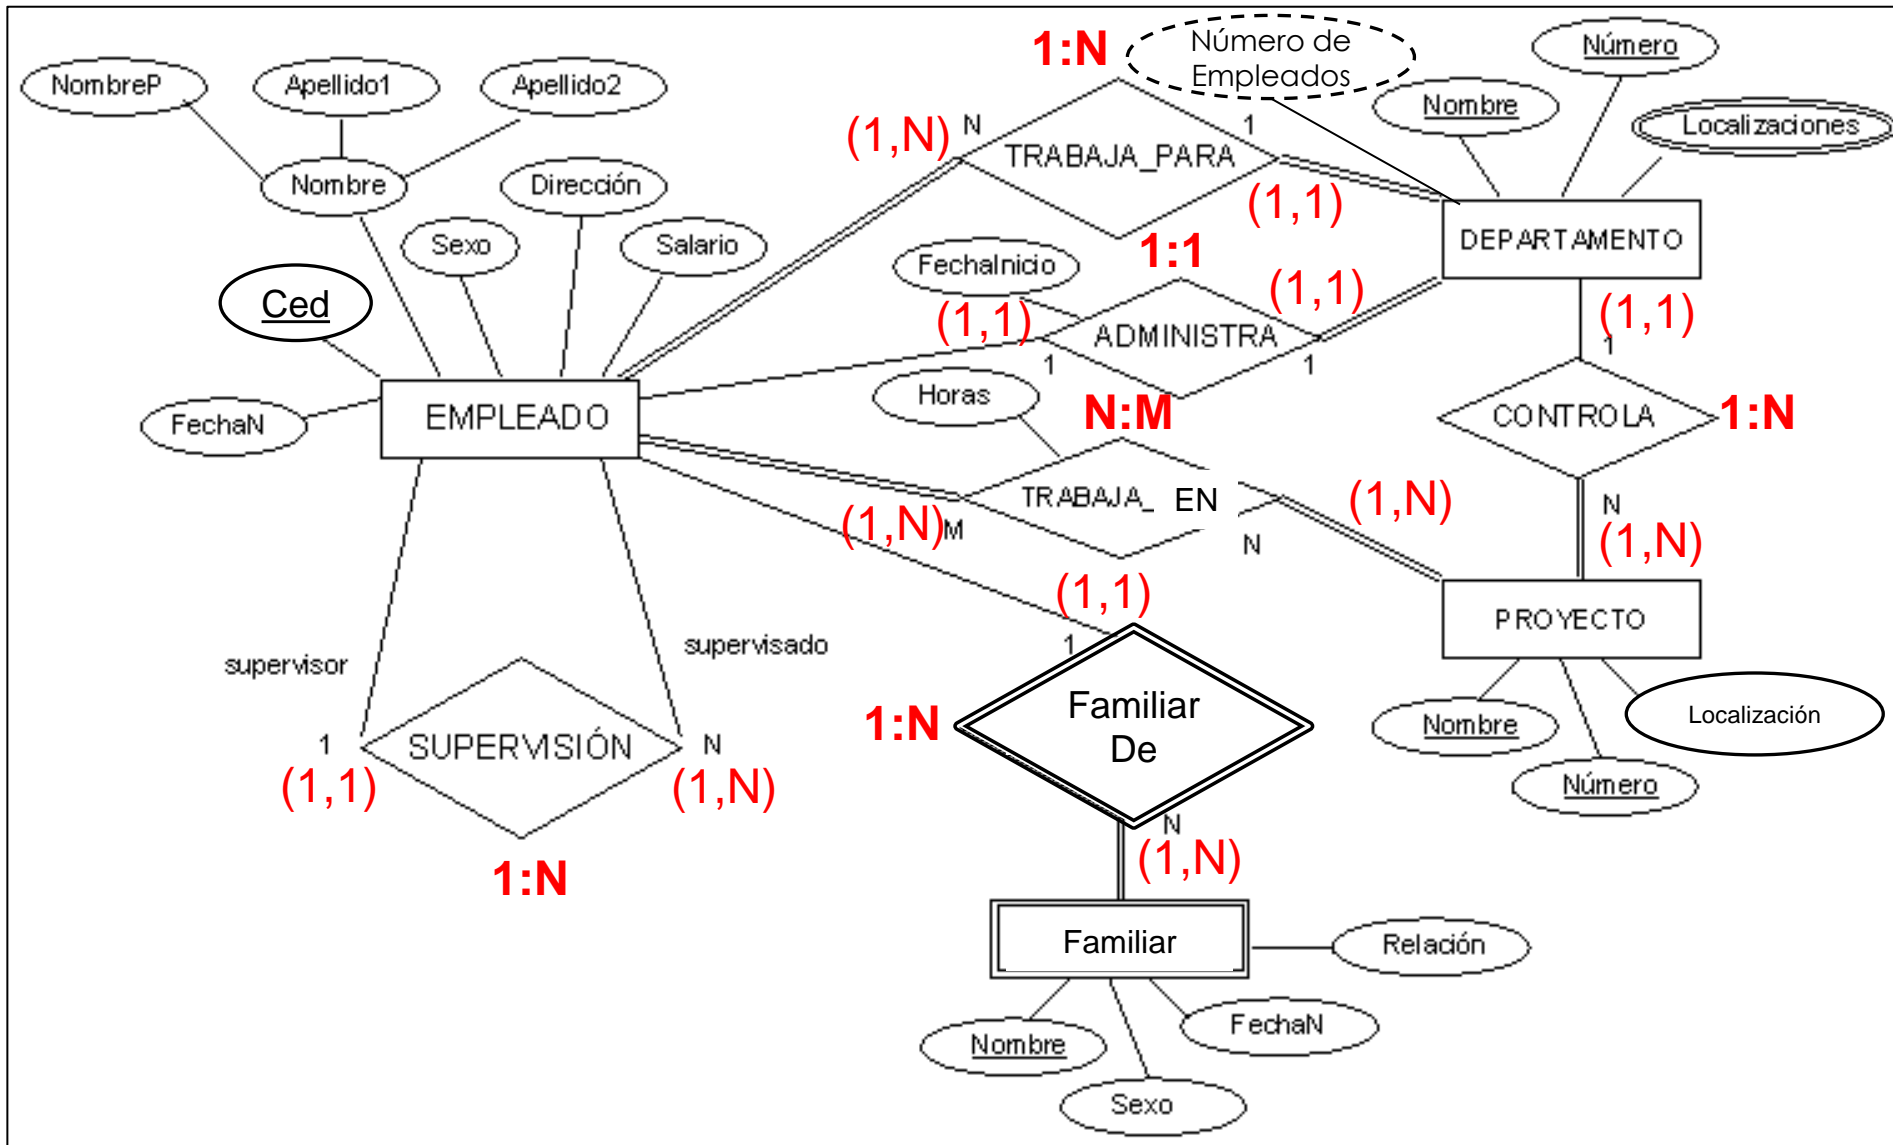 1:N
Número de
Empleados
Número
NombreP
Apellido1
Apellido2
Nombre
Localizaciones
(1,N)
N
1
TRABAJA_PARA
Nombre
Dirección
(1,1)
Sexo
Salario
DEPARTAMENTO
FechaInicio
1:1
(1,1)
Ced
(1,1)
(1,1)
ADMINISTRA
1
1
1
Horas
N:M
EMPLEADO
CONTROLA
1:N
FechaN
TRABAJA_ EN
(1,N)
N
(1,N)
M
N
(1,N)
(1,1)
PROYECTO
supervisor
supervisado
1
Familiar
De
1:N
Nombre
Localización
1
SUPERVISIÓN
N
(1,1)
(1,N)
Número
N
(1,N)
1:N
Familiar
Relación
Nombre
FechaN
Sexo